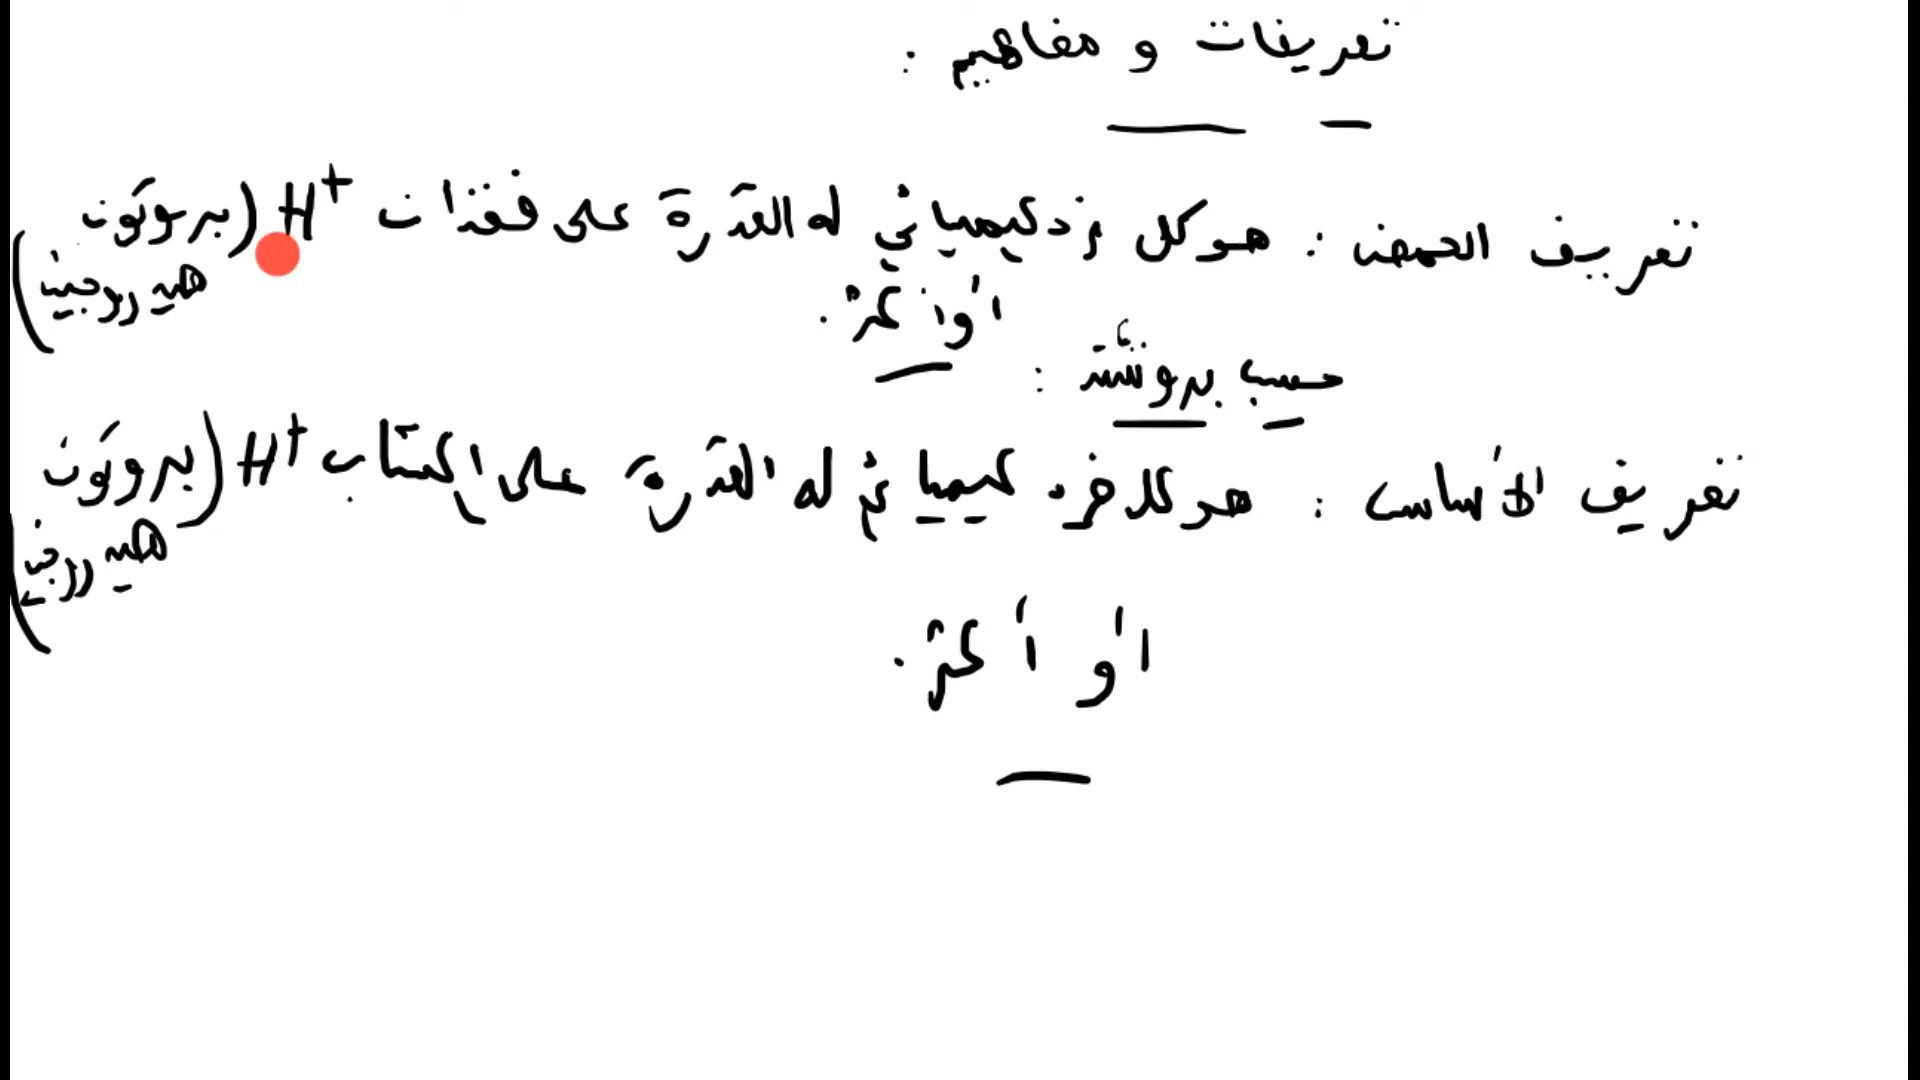 تعريفات و مفاهيم :
تعريف الحمض : هو كل فرد كيميائي له القدرة على فقدان H+ (بروتون
هيدروجيني)
أو أكثر .
حسب برونشتد :
تعريف الأساس : هو كل فرد كيميائي له القدرة على اكتساب H+ (بروتون
هيدروجيني)
أو أكثر .